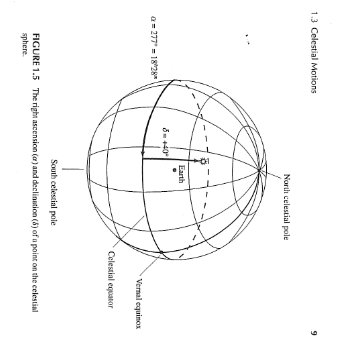 1.3 Celestial Motions
9
North celestial pole
α = 277° = 18ʰ28ᵐ
δ = +40°
Earth
Vernal equinox
Celestial equator
South celestial pole
FIGURE 1.5 The right ascension (α) and declination (δ) of a point on the celestial
sphere.